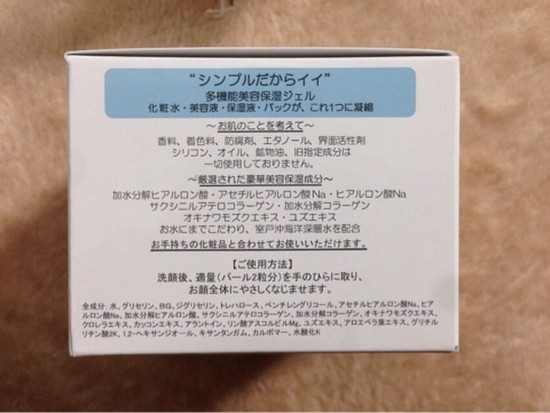 “シンプルだからイイ”
多機能美容保湿ジェル
化粧水・美容液・保湿液・パックが、これ1つに凝縮
～お肌のことを考えて～
香料、着色料、防腐剤、エタノール、界面活性剤
シリコン、オイル、鉱物油、旧指定成分は
一切使用しておりません。
～厳選された豪華美容保湿成分～
加水分解ヒアルロン酸・アセチルヒアルロン酸Na・ヒアルロン酸Na
サクシニルアテロコラーゲン・加水分解コラーゲン
オキナワモズクエキス・ユズエキス
お水にまでこだわり、室戸沖海洋深層水を配合
お手持ちの化粧品と合わせてお使いいただけます。
【ご使用方法】
洗顔後、適量(パール2粒分)を手のひらに取り、
お顔全体にやさしくなじませます。
全成分：水、グリセリン、BG、ジグリセリン、トレハロース、ペンチレングリコール、アセチルヒアルロン酸Na、ヒア
ルロン酸Na、加水分解ヒアルロン酸、サクシニルアテロコラーゲン、加水分解コラーゲン、オキナワモズクエキス、
クロレラエキス、カッコンエキス、アラントイン、リン酸アスコルビルMg、ユズエキス、アロエベラ葉エキス、グリチル
リチン酸2K、1,2-ヘキサンジオール、キサンタンガム、カルボマー、水酸化K